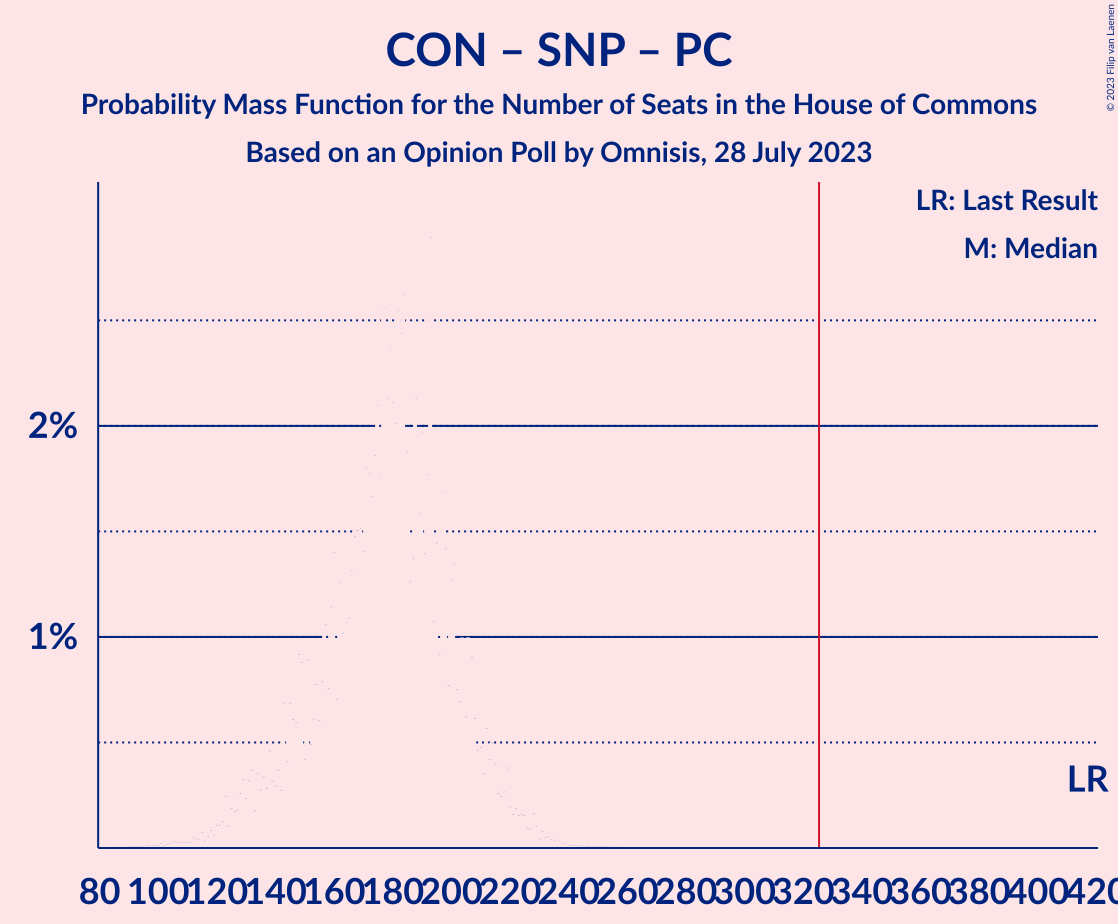 CON – SNP – PC
Probability Mass Function for the Number of Seats in the House of Commons
Based on an Opinion Poll by Omnisis, 28 July 2023
© 2023 Filip van Laenen
LR: Last Result
M: Median
2%
1%
LR
80 100 120 140 160 180 200 220 240 260 280 300 320 340 360 380 400 420